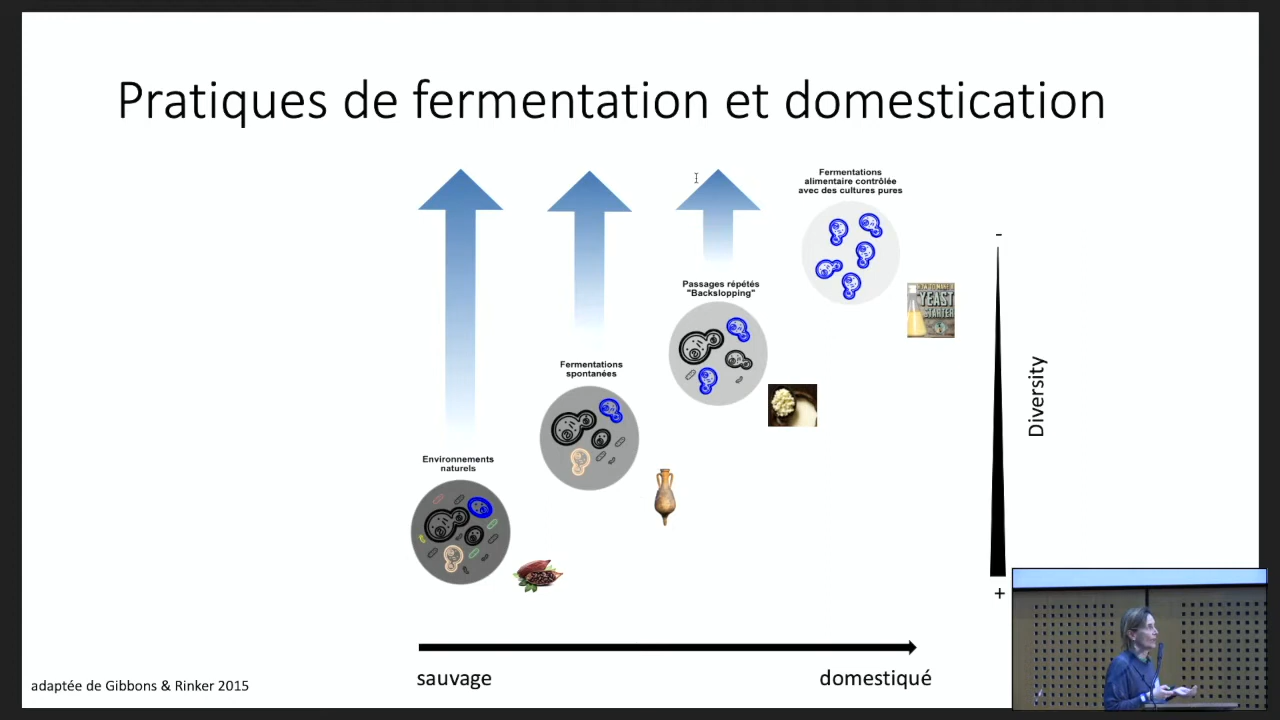 Pratiques de fermentation et domestication
Fermentations
alimentaire contrôlée
avec des cultures pures
-
Passages répétés
"Backslopping"
YEAST
STARTER
Fermentations
spontanées
Diversity
Environnements
naturels
+
sauvage
domestiqué
adaptée de Gibbons & Rinker 2015